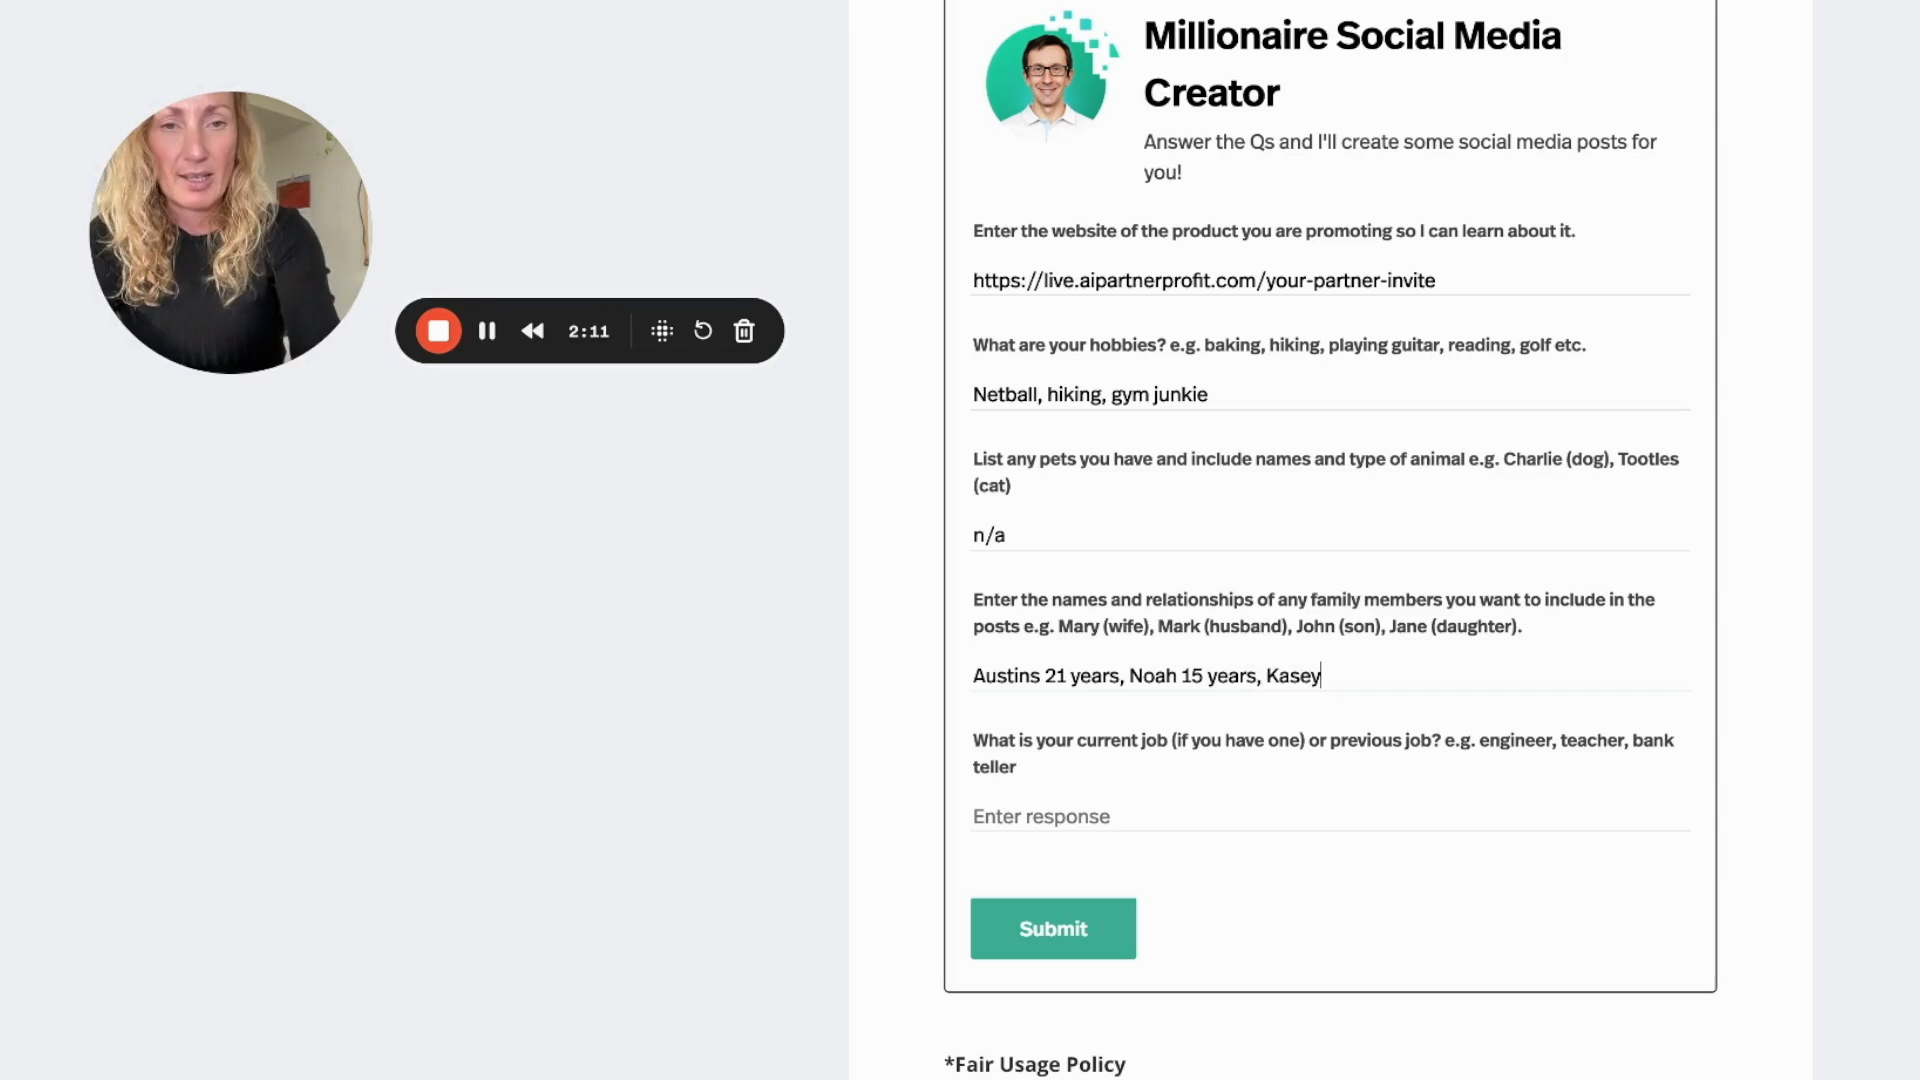 Millionaire Social Media
Creator
Answer the Qs and I'll create some social media posts for
you!
Enter the website of the product you are promoting so I can learn about it.
https://live.aipartnerprofit.com/your-partner-invite
What are your hobbies? e.g. baking, hiking, playing guitar, reading, golf etc.
Netball, hiking, gym junkie
2:11
List any pets you have and include names and type of animal e.g. Charlie (dog), Tootles
(cat)
n/a
Enter the names and relationships of any family members you want to include in the
posts e.g. Mary (wife), Mark (husband), John (son), Jane (daughter).
Austins 21 years, Noah 15 years, Kasey
What is your current job (if you have one) or previous job? e.g. engineer, teacher, bank
teller
Enter response
Submit
*Fair Usage Policy